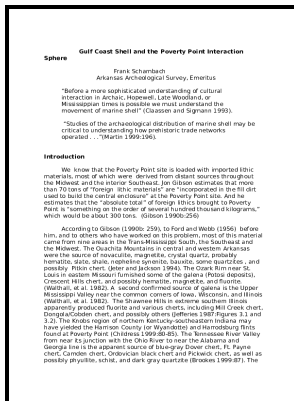 Gulf Coast Shell and the Poverty Point Interaction
Sphere
Frank Schambach
Arkansas Archeological Survey, Emeritus
"Before a more sophisticated understanding of cultural
interaction in Archaic, Hopewell, Late Woodland, or
Mississippian times is possible we must understand the
movement of marine shell" (Claassen and Sigmann 1993).
"Studies of the archaeological distribution of marine shell may be
critical to understanding how prehistoric trade networks
operated . . ."(Martin 1999:196).
Introduction
We know that the Poverty Point site is loaded with imported lithic
materials, most of which were derived from distant sources throughout
the Midwest and the interior Southeast. Jon Gibson estimates that more
than 70 tons of "foreign lithic materials" are "incorporated in the fill dirt
used to build the central enclosure" at the Poverty Point site. And he
estimates that the "absolute total" of foreign lithics brought to Poverty
Point is "something on the order of several hundred thousand kilograms,"
which would be about 300 tons. (Gibson 1990b:256)
According to Gibson (1990b: 259), to Ford and Webb (1956) before
him, and to others who have worked on this problem, most of this material
came from nine areas in the Trans-Mississippi South, the Southeast and
the Midwest. The Ouachita Mountains in central and western Arkansas
were the source of novaculite, magnetite, crystal quartz, probably
hematite, slate, shale, nepheline syenite, bauxite, some quartzites , and
possibly Pitkin chert. (Jeter and Jackson 1994). The Ozark Rim near St.
Louis in eastern Missouri furnished some of the galena (Potosi deposits),
Crescent Hills chert, and possibly hematite, magnetite, and fluorite.
(Walthall, et al. 1982). A second confirmed source of galena is the Upper
Mississippi Valley near the common corners of Iowa, Wisconsin, and Illinois
(Walthall, et al. 1982). The Shawnee Hills in extreme southern Illinois
apparently produced fluorite and various cherts, including Mill Creek chert,
Dongola/Cobden chert, and possibly others (Jefferies 1987:Figures 3.1 and
3.2). The Knobs region of northern Kentucky-southeastern Indiana may
have yielded the Harrison County (or Wyandotte) and Harrodsburg flints
found at Poverty Point (Childress 1999:80-85). The Tennessee River Valley
from near its junction with the Ohio River to near the Alabama and
Georgia line is the apparent source of blue-gray Dover chert, Ft. Payne
chert, Camden chert, Ordovician black chert and Pickwick chert, as well as
possibly phyllite, schist, and dark gray quartzite (Brookes 1999:87). The